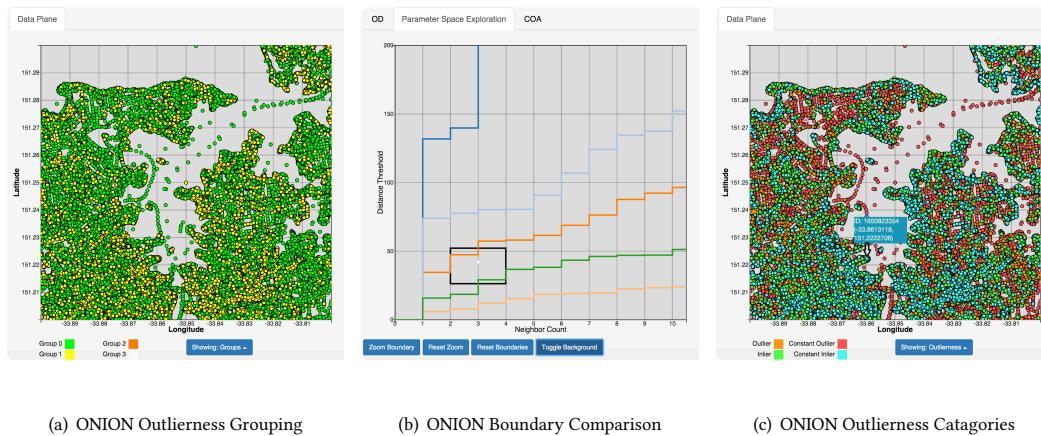 Data Plane
Latitude
151.29
151.28
151.27
151.26
151.25
151.24
151.23
151.22
151.21
-33.89 -33.88 -33.87 -33.86 -33.85 -33.84 -33.83 -33.82 -33.81
Longitude
Group 0 Group 2
Group 1 Group 3
Showing: Groups
OD Parameter Space Exploration COA
Distance Threshold
200
150
100
50
0
0 1 2 3 4 5 6 7 8 9 10
Neighbor Count
Zoom Boundary Reset Zoom Reset Boundaries Toggle Background
Data Plane
Latitude
151.29
151.28
151.27
151.26
151.25
151.24
151.23
151.22
151.21
ID: 1650823354
(-33.8613118,
151.2222706)
-33.89 -33.88 -33.87 -33.86 -33.85 -33.84 -33.83 -33.82 -33.81
Longitude
Outlier Constant Outlier
Inlier Constant Inlier
Showing: Outlierness
(a) ONION Outlierness Grouping
(b) ONION Boundary Comparison
(c) ONION Outlierness Catagories